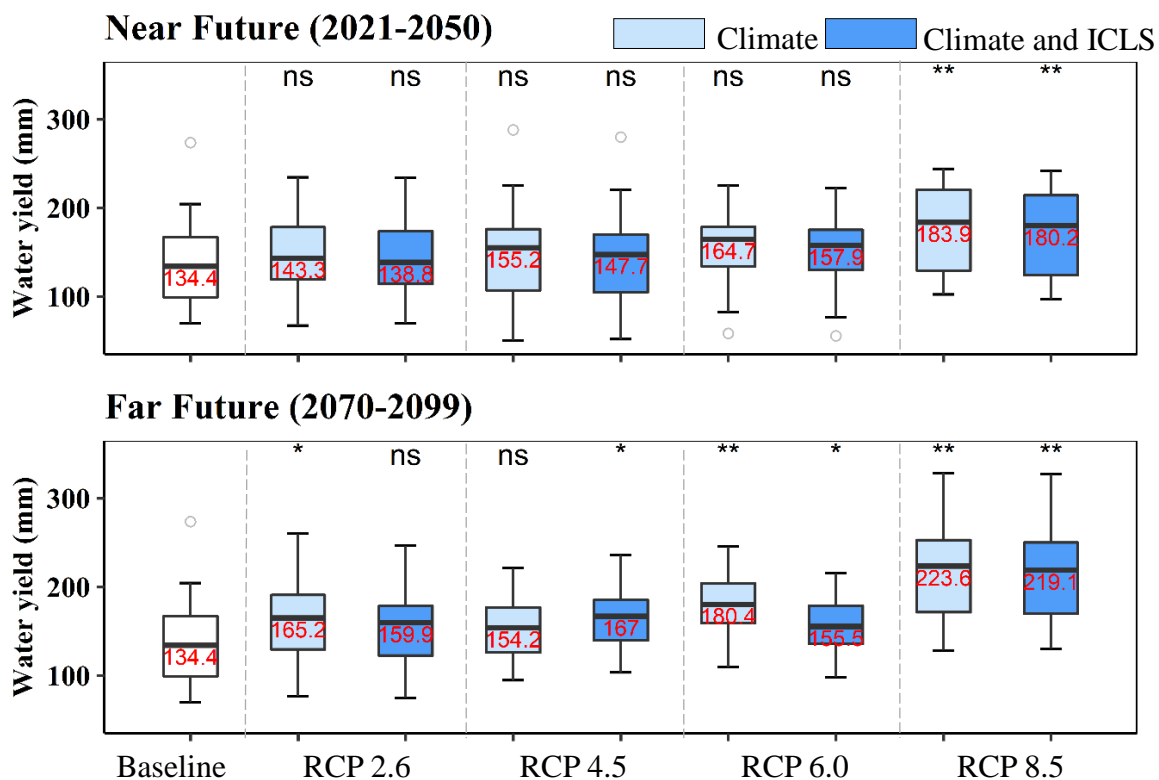 Near Future (2021-2050)
Climate
Climate and ICLS
ns ns ns ns ns ns ** **
Water yield (mm)
300
200
100
134.4 143.3 138.8 155.2 147.7 164.7 157.9 183.9 180.2
Far Future (2070-2099)
* ns ns * ** * ** **
Water yield (mm)
300
200
100
134.4 165.2 159.9 154.2 167 180.4 155.5 223.6 219.1
Baseline RCP 2.6 RCP 4.5 RCP 6.0 RCP 8.5